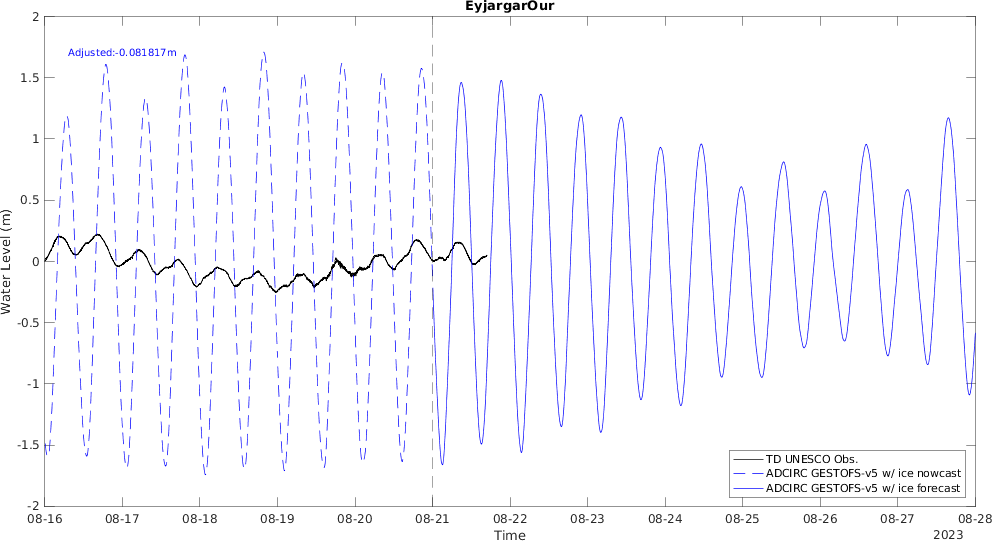 EyjargarOur
Adjusted:-0.081817m
Water Level (m)
2
1.5
1
0.5
0
-0.5
-1
-1.5
-2
08-16 08-17 08-18 08-19 08-20 08-21 08-22 08-23 08-24 08-25 08-26 08-27 08-28
Time
2023
TD UNESCO Obs.
ADCIRC GESTOFS-v5 w/ ice nowcast
ADCIRC GESTOFS-v5 w/ ice forecast